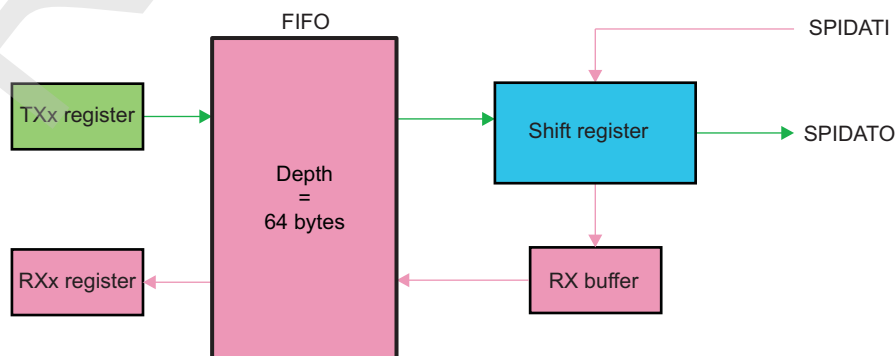 FIFO
SPIDATI
TXx register
Shift register
SPIDATO
Depth
=
64 bytes
RXx register
RX buffer